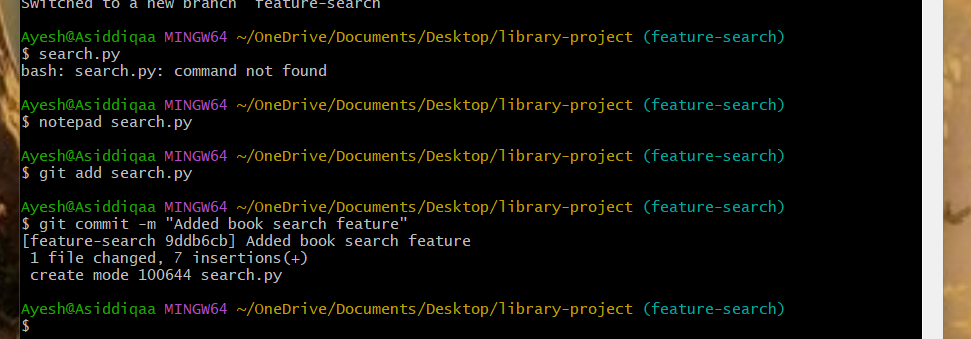 Switched to a new branch 'feature-search'
Ayesh@Asiddiqaa MINGW64 ~/OneDrive/Documents/Desktop/library-project (feature-search)
$ search.py
bash: search.py: command not found
Ayesh@Asiddiqaa MINGW64 ~/OneDrive/Documents/Desktop/library-project (feature-search)
$ notepad search.py
Ayesh@Asiddiqaa MINGW64 ~/OneDrive/Documents/Desktop/library-project (feature-search)
$ git add search.py
Ayesh@Asiddiqaa MINGW64 ~/OneDrive/Documents/Desktop/library-project (feature-search)
$ git commit -m "Added book search feature"
[feature-search 9ddb6cb] Added book search feature
 1 file changed, 7 insertions(+)
 create mode 100644 search.py
Ayesh@Asiddiqaa MINGW64 ~/OneDrive/Documents/Desktop/library-project (feature-search)
$